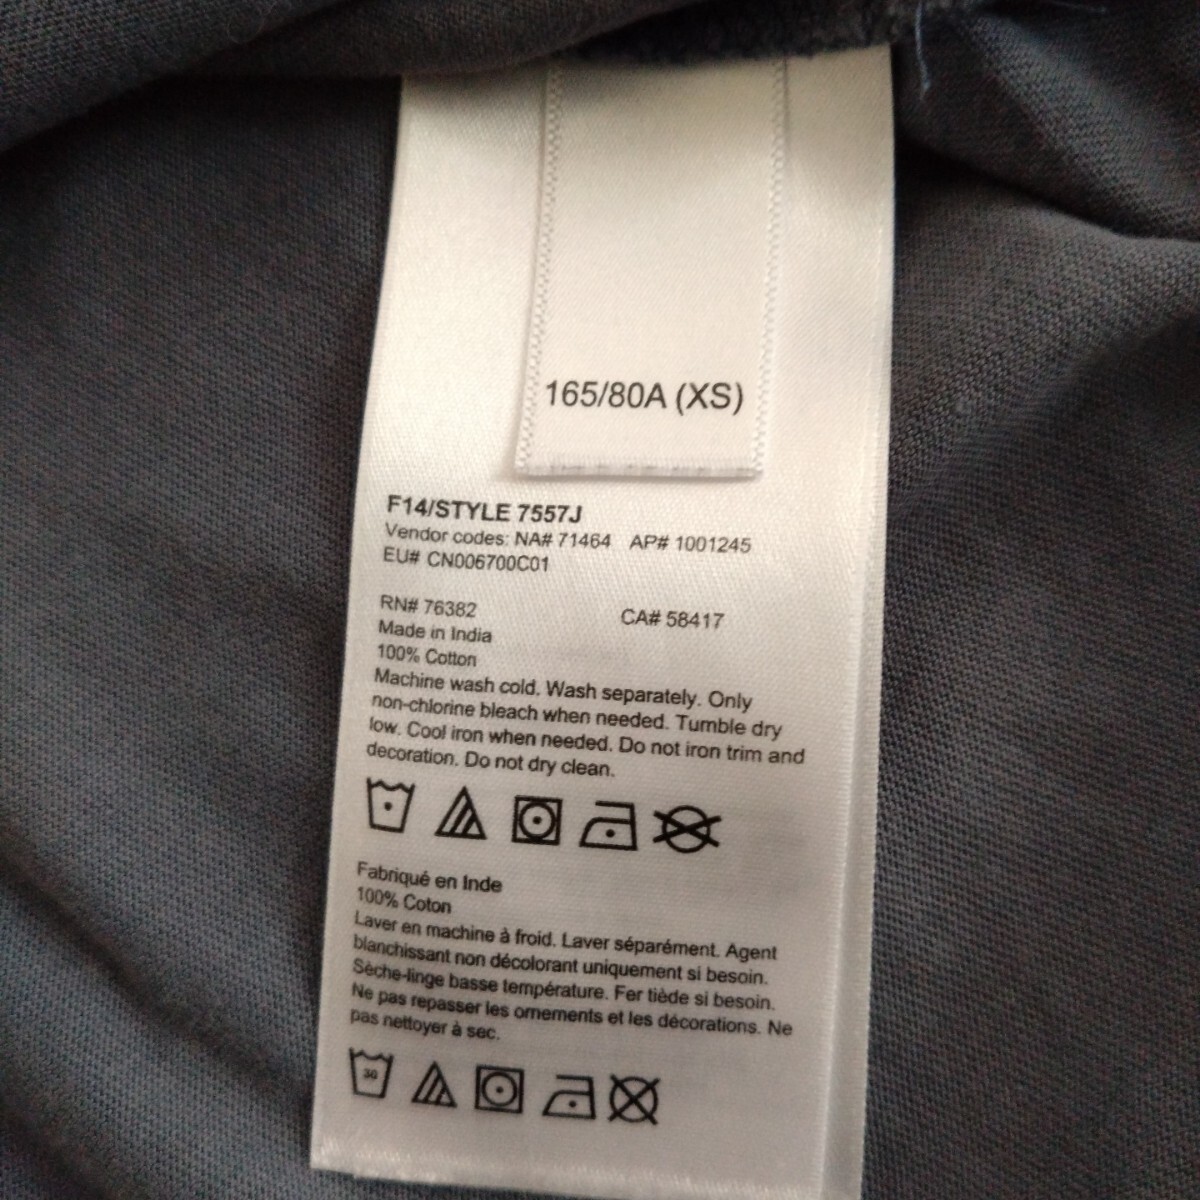 165/80A (XS)
F14/STYLE 7557J
Vendor codes: NA# 71464 AP# 1001245
EU# CN006700C01
RN# 76382 CA# 58417
Made in India
100% Cotton
Machine wash cold. Wash separately. Only
non-chlorine bleach when needed. Tumble dry
low. Cool iron when needed. Do not iron trim and
decoration. Do not dry clean.
Fabriqué en Inde
100% Coton
Laver en machine à froid. Laver séparément. Agent
blanchissant non décolorant uniquement si besoin.
Sèche-linge basse température. Fer tiède si besoin.
Ne pas repasser les ornements et les décorations. Ne
pas nettoyer à sec.
30